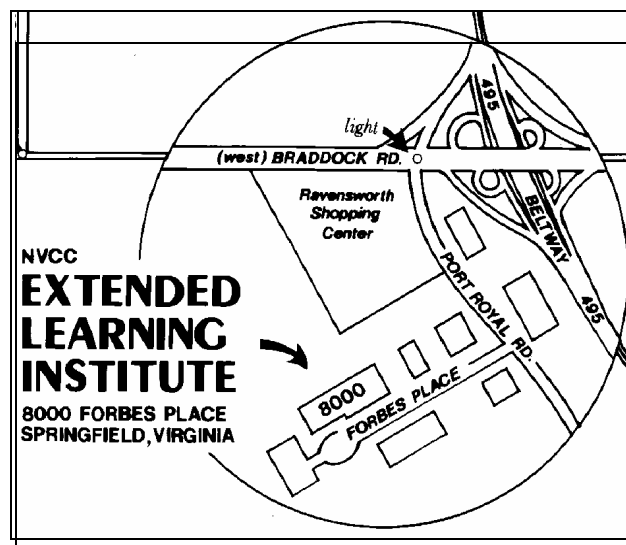 495
light
(west) BRADDOCK RD.
Ravensworth
Shopping
Center
BELTWAY
NVCC
EXTENDED
LEARNING
INSTITUTE
8000 FORBES PLACE
SPRINGFIELD, VIRGINIA
PORT ROYAL RD.
495
8000
FORBES PLACE